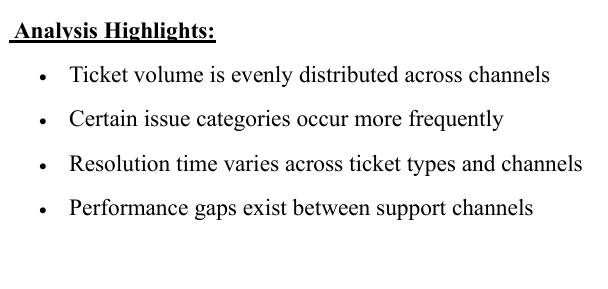 Analysis Highlights:
• Ticket volume is evenly distributed across channels
• Certain issue categories occur more frequently
• Resolution time varies across ticket types and channels
• Performance gaps exist between support channels